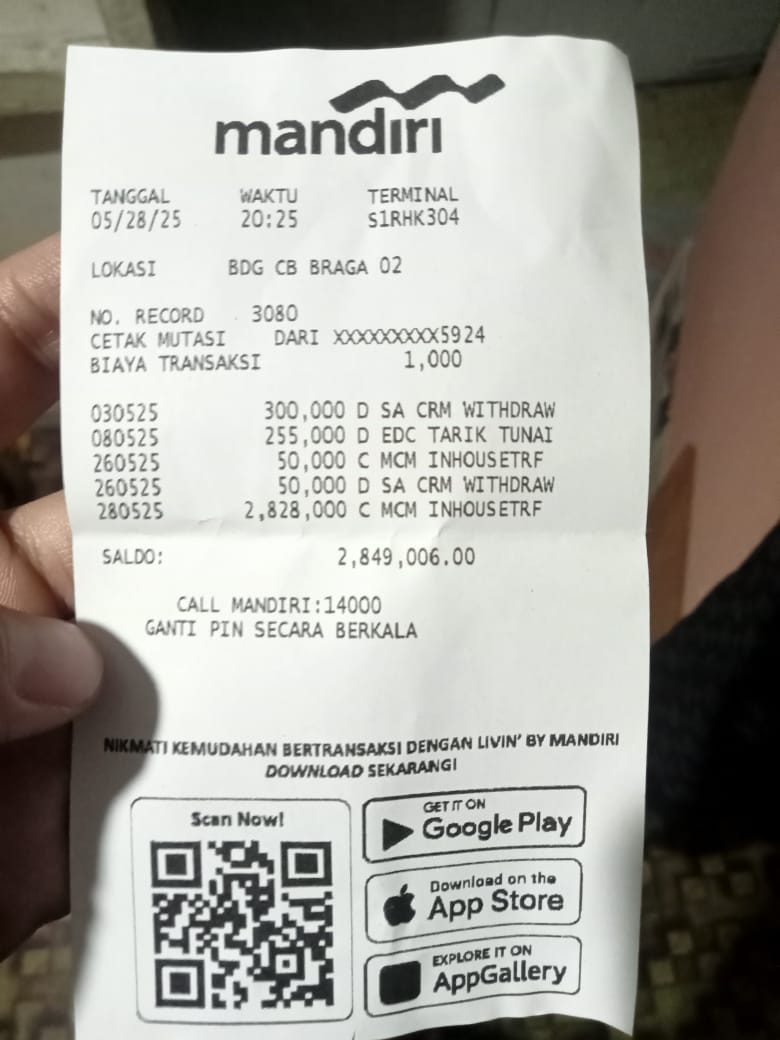 mandiri
TANGGAL WAKTU TERMINAL
05/28/25 20:25 S1RHK304
LOKASI BDG CB BRAGA 02
NO. RECORD 3080
CETAK MUTASI DARI XXXXXXXXX5924
BIAYA TRANSAKSI 1,000
030525 300,000 D SA CRM WITHDRAW
080525 255,000 D EDC TARIK TUNAI
260525 50,000 C MCM INHOUSETRF
260525 50,000 D SA CRM WITHDRAW
280525 2,828,000 C MCM INHOUSETRF
SALDO: 2,849,006.00
CALL MANDIRI:14000
GANTI PIN SECARA BERKALA
NIKMATI KEMUDAHAN BERTRANSAKSI DENGAN LIVIN' BY MANDIRI
DOWNLOAD SEKARANG!
Scan Now!
GET IT ON
Google Play
Download on the
App Store
EXPLORE IT ON
AppGallery